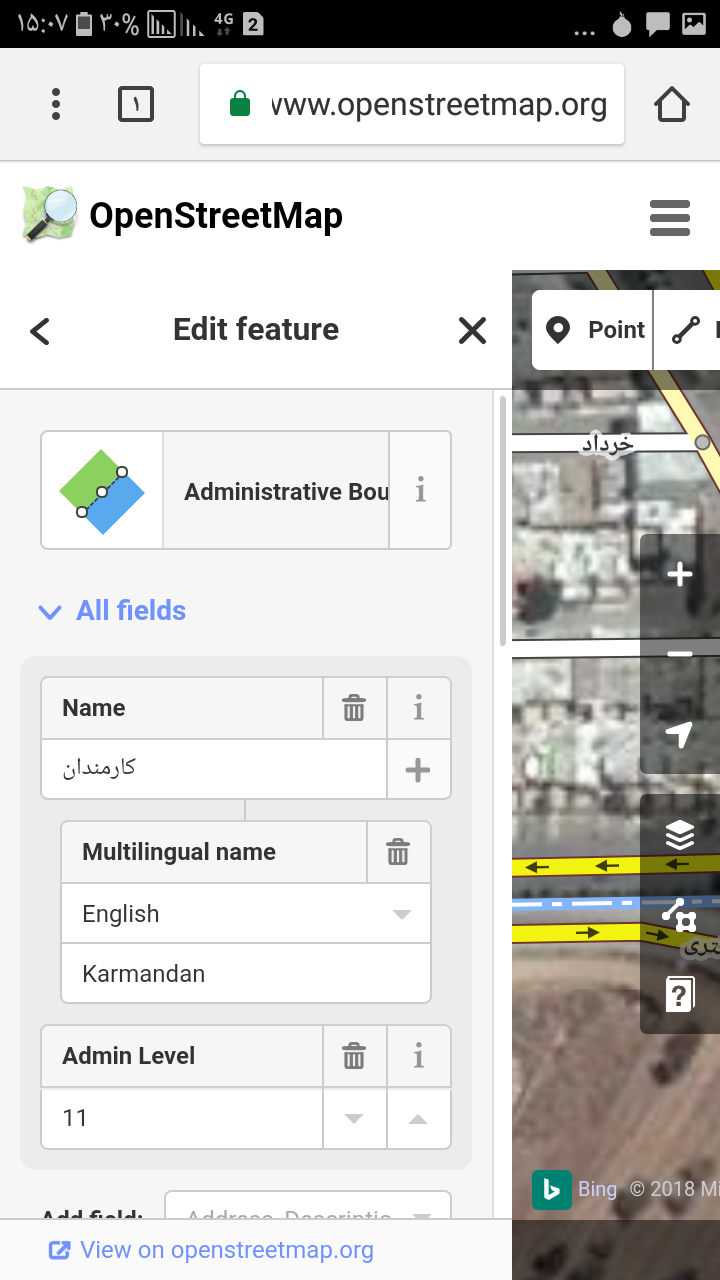 ۱۵:۰۷ ۳۰% 4G 2 ...
۱ www.openstreetmap.org
OpenStreetMap
Edit feature
Point
خرداد
Administrative Bou
i
All fields
Name
i
کارمندان
Multilingual name
English
Karmandan
Admin Level
i
11
Add field:
Address, Descriptio
View on openstreetmap.org
Bing © 2018 Mi